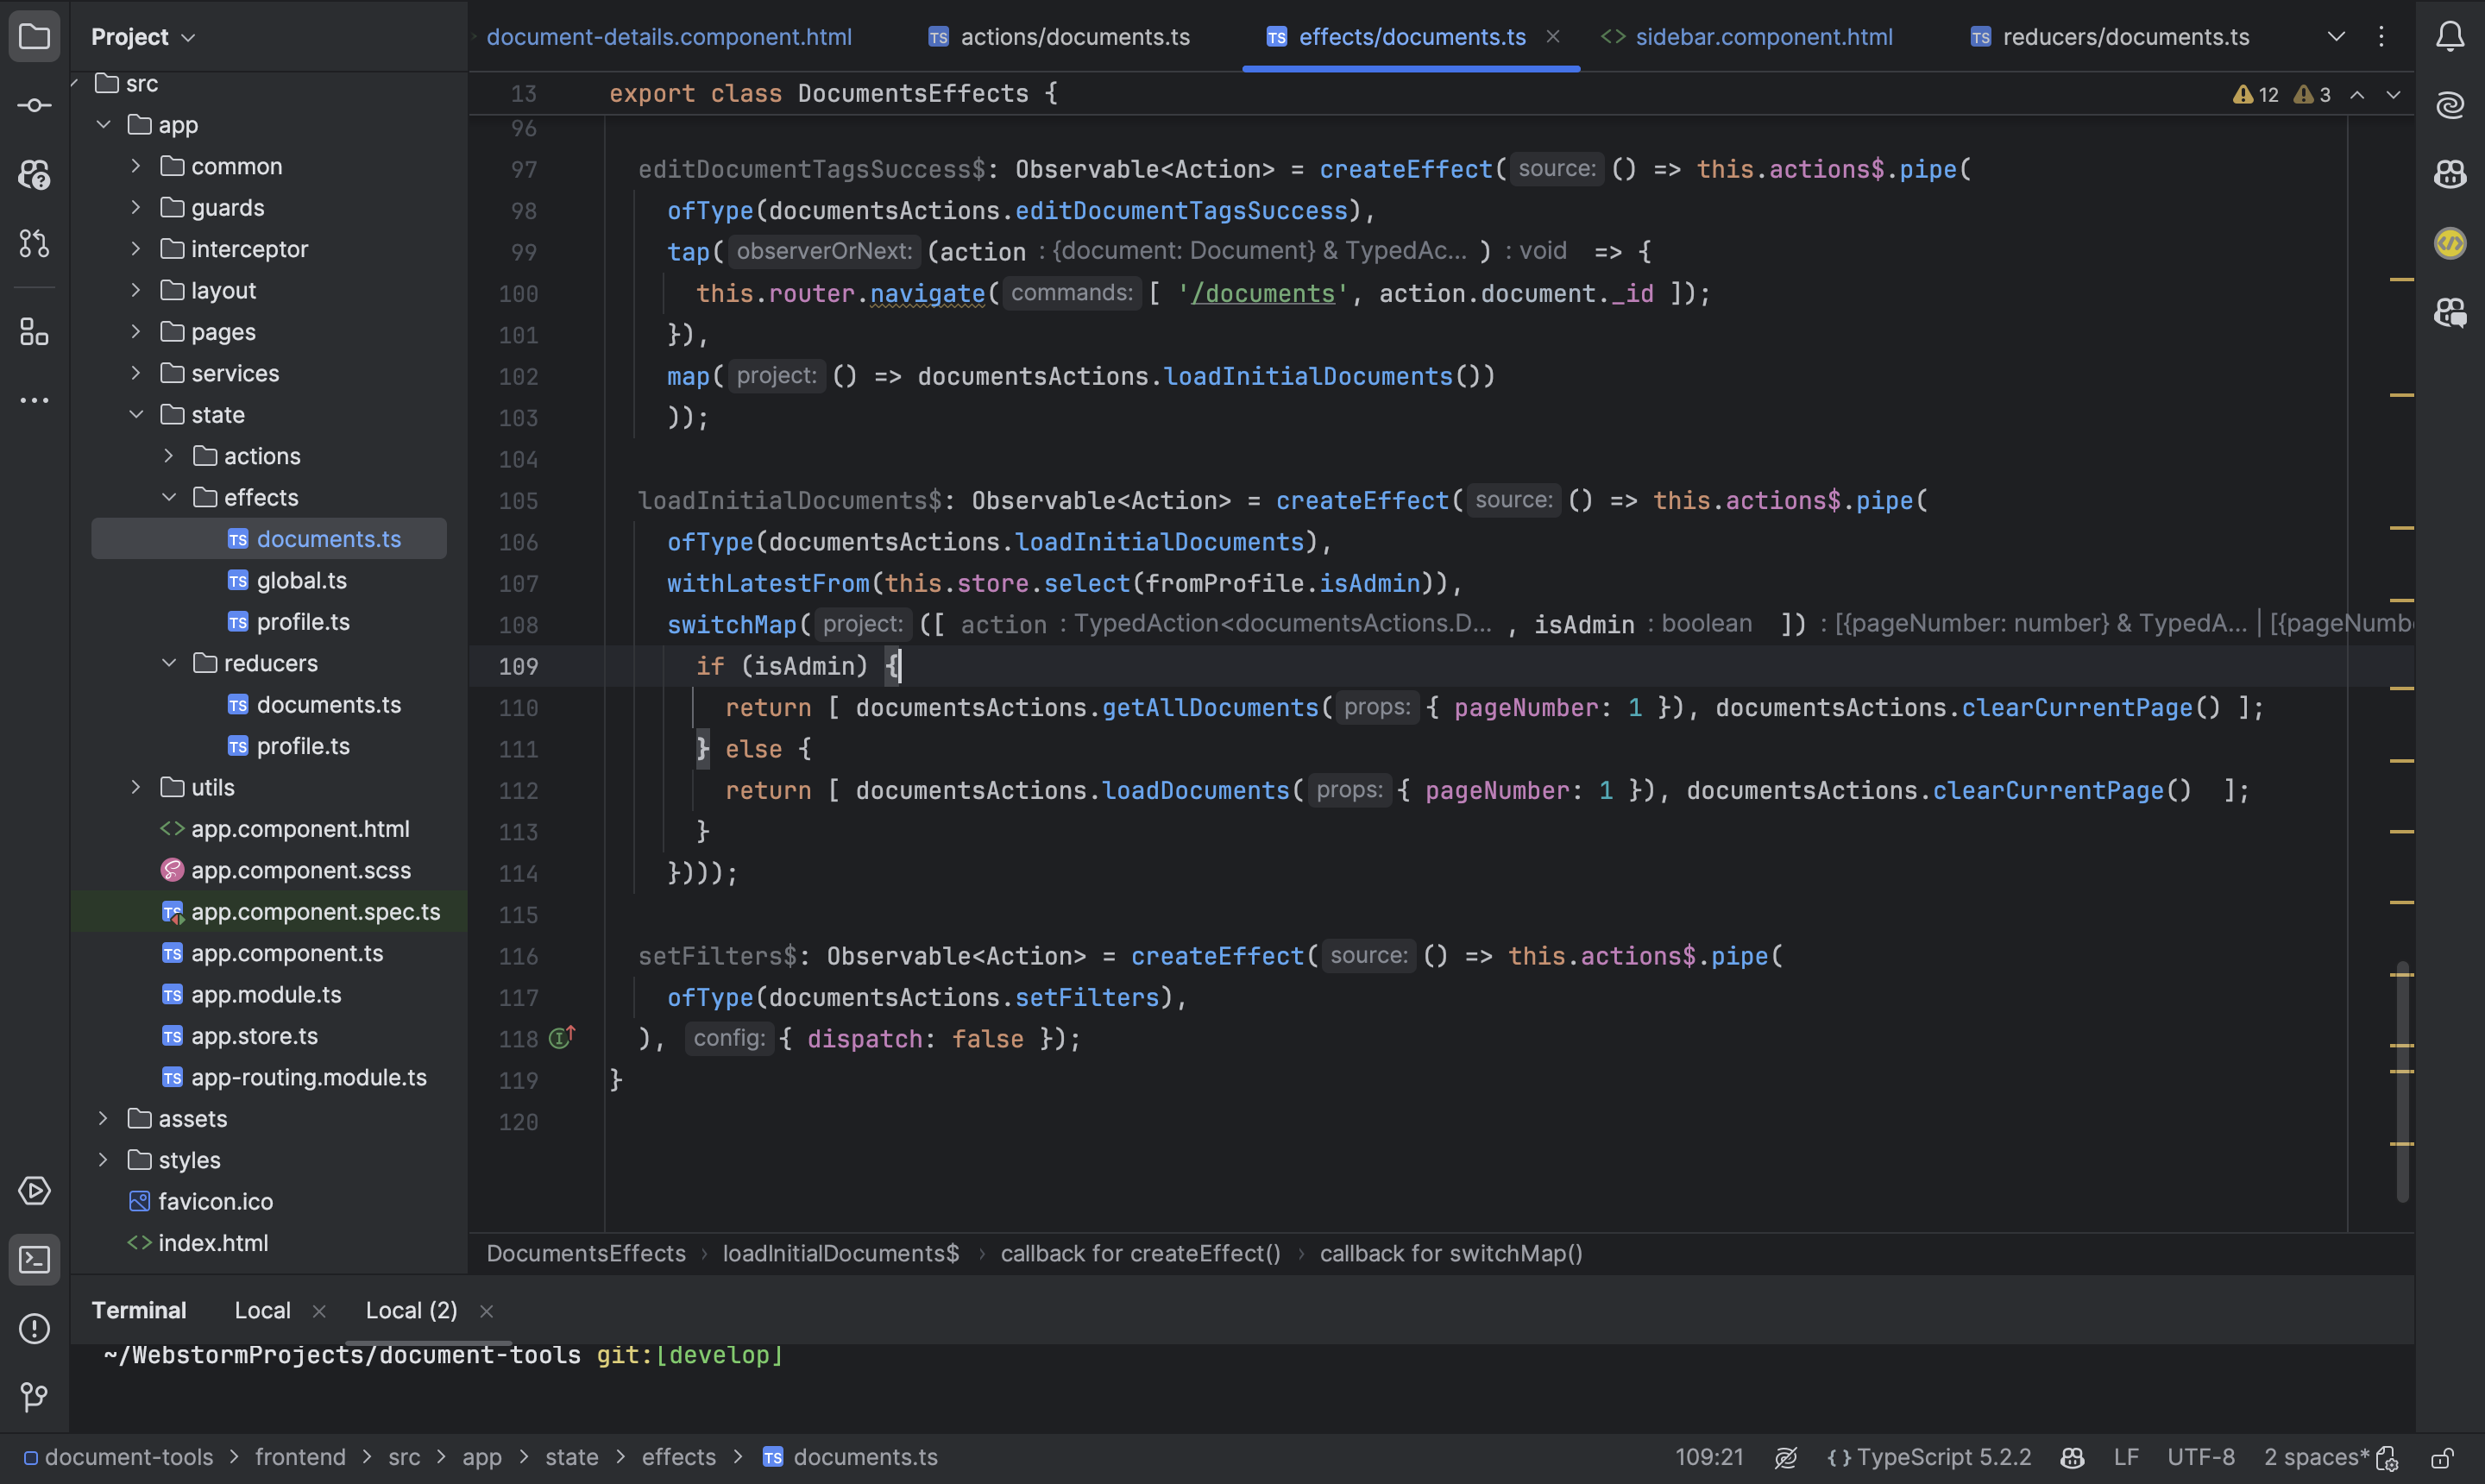 Project
src
app
common
guards
interceptor
layout
pages
services
state
actions
effects
documents.ts
global.ts
profile.ts
reducers
documents.ts
profile.ts
utils
app.component.html
app.component.scss
app.component.spec.ts
app.component.ts
app.module.ts
app.store.ts
app-routing.module.ts
assets
styles
favicon.ico
index.html
document-details.component.html
actions/documents.ts
effects/documents.ts
sidebar.component.html
reducers/documents.ts
13 export class DocumentsEffects {
12 3
96
97 editDocumentTagsSuccess$: Observable<Action> = createEffect( source: () => this.actions$.pipe(
98 ofType(documentsActions.editDocumentTagsSuccess),
99 tap( observerOrNext: (action : {document: Document} & TypedAc... ) : void => {
100 this.router.navigate( commands: [ '/documents', action.document._id ]);
101 }),
102 map( project: () => documentsActions.loadInitialDocuments())
103 ));
104
105 loadInitialDocuments$: Observable<Action> = createEffect( source: () => this.actions$.pipe(
106 ofType(documentsActions.loadInitialDocuments),
107 withLatestFrom(this.store.select(fromProfile.isAdmin)),
108 switchMap( project: ([ action : TypedAction<documentsActions.D... , isAdmin : boolean ]) : [{pageNumber: number} & TypedA... | [{pageNumb
109 if (isAdmin) {
110 return [ documentsActions.getAllDocuments( props: { pageNumber: 1 }), documentsActions.clearCurrentPage() ];
111 } else {
112 return [ documentsActions.loadDocuments( props: { pageNumber: 1 }), documentsActions.clearCurrentPage() ];
113 }
114 })));
115
116 setFilters$: Observable<Action> = createEffect( source: () => this.actions$.pipe(
117 ofType(documentsActions.setFilters),
118 ), config: { dispatch: false });
119 }
120
DocumentsEffects › loadInitialDocuments$ › callback for createEffect() › callback for switchMap()
Terminal Local Local (2)
~/WebstormProjects/document-tools git:[develop]
document-tools > frontend > src > app > state > effects > documents.ts
109:21 {} TypeScript 5.2.2 LF UTF-8 2 spaces*